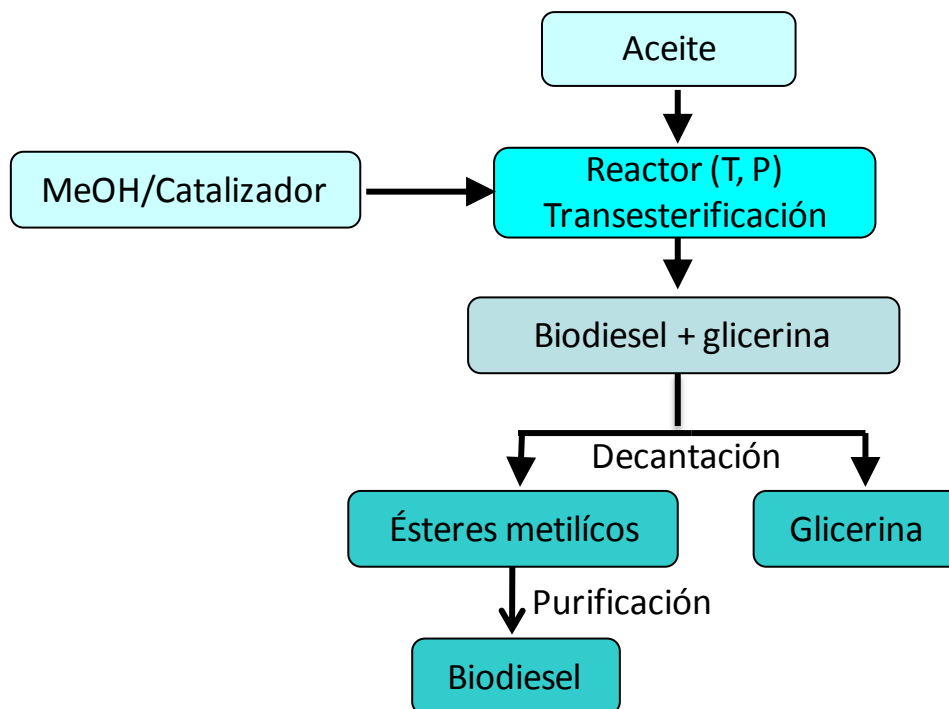 Aceite
MeOH/Catalizador
Reactor (T, P)
Transesterificación
Biodiesel + glicerina
Decantación
Ésteres metilícos
Glicerina
Purificación
Biodiesel